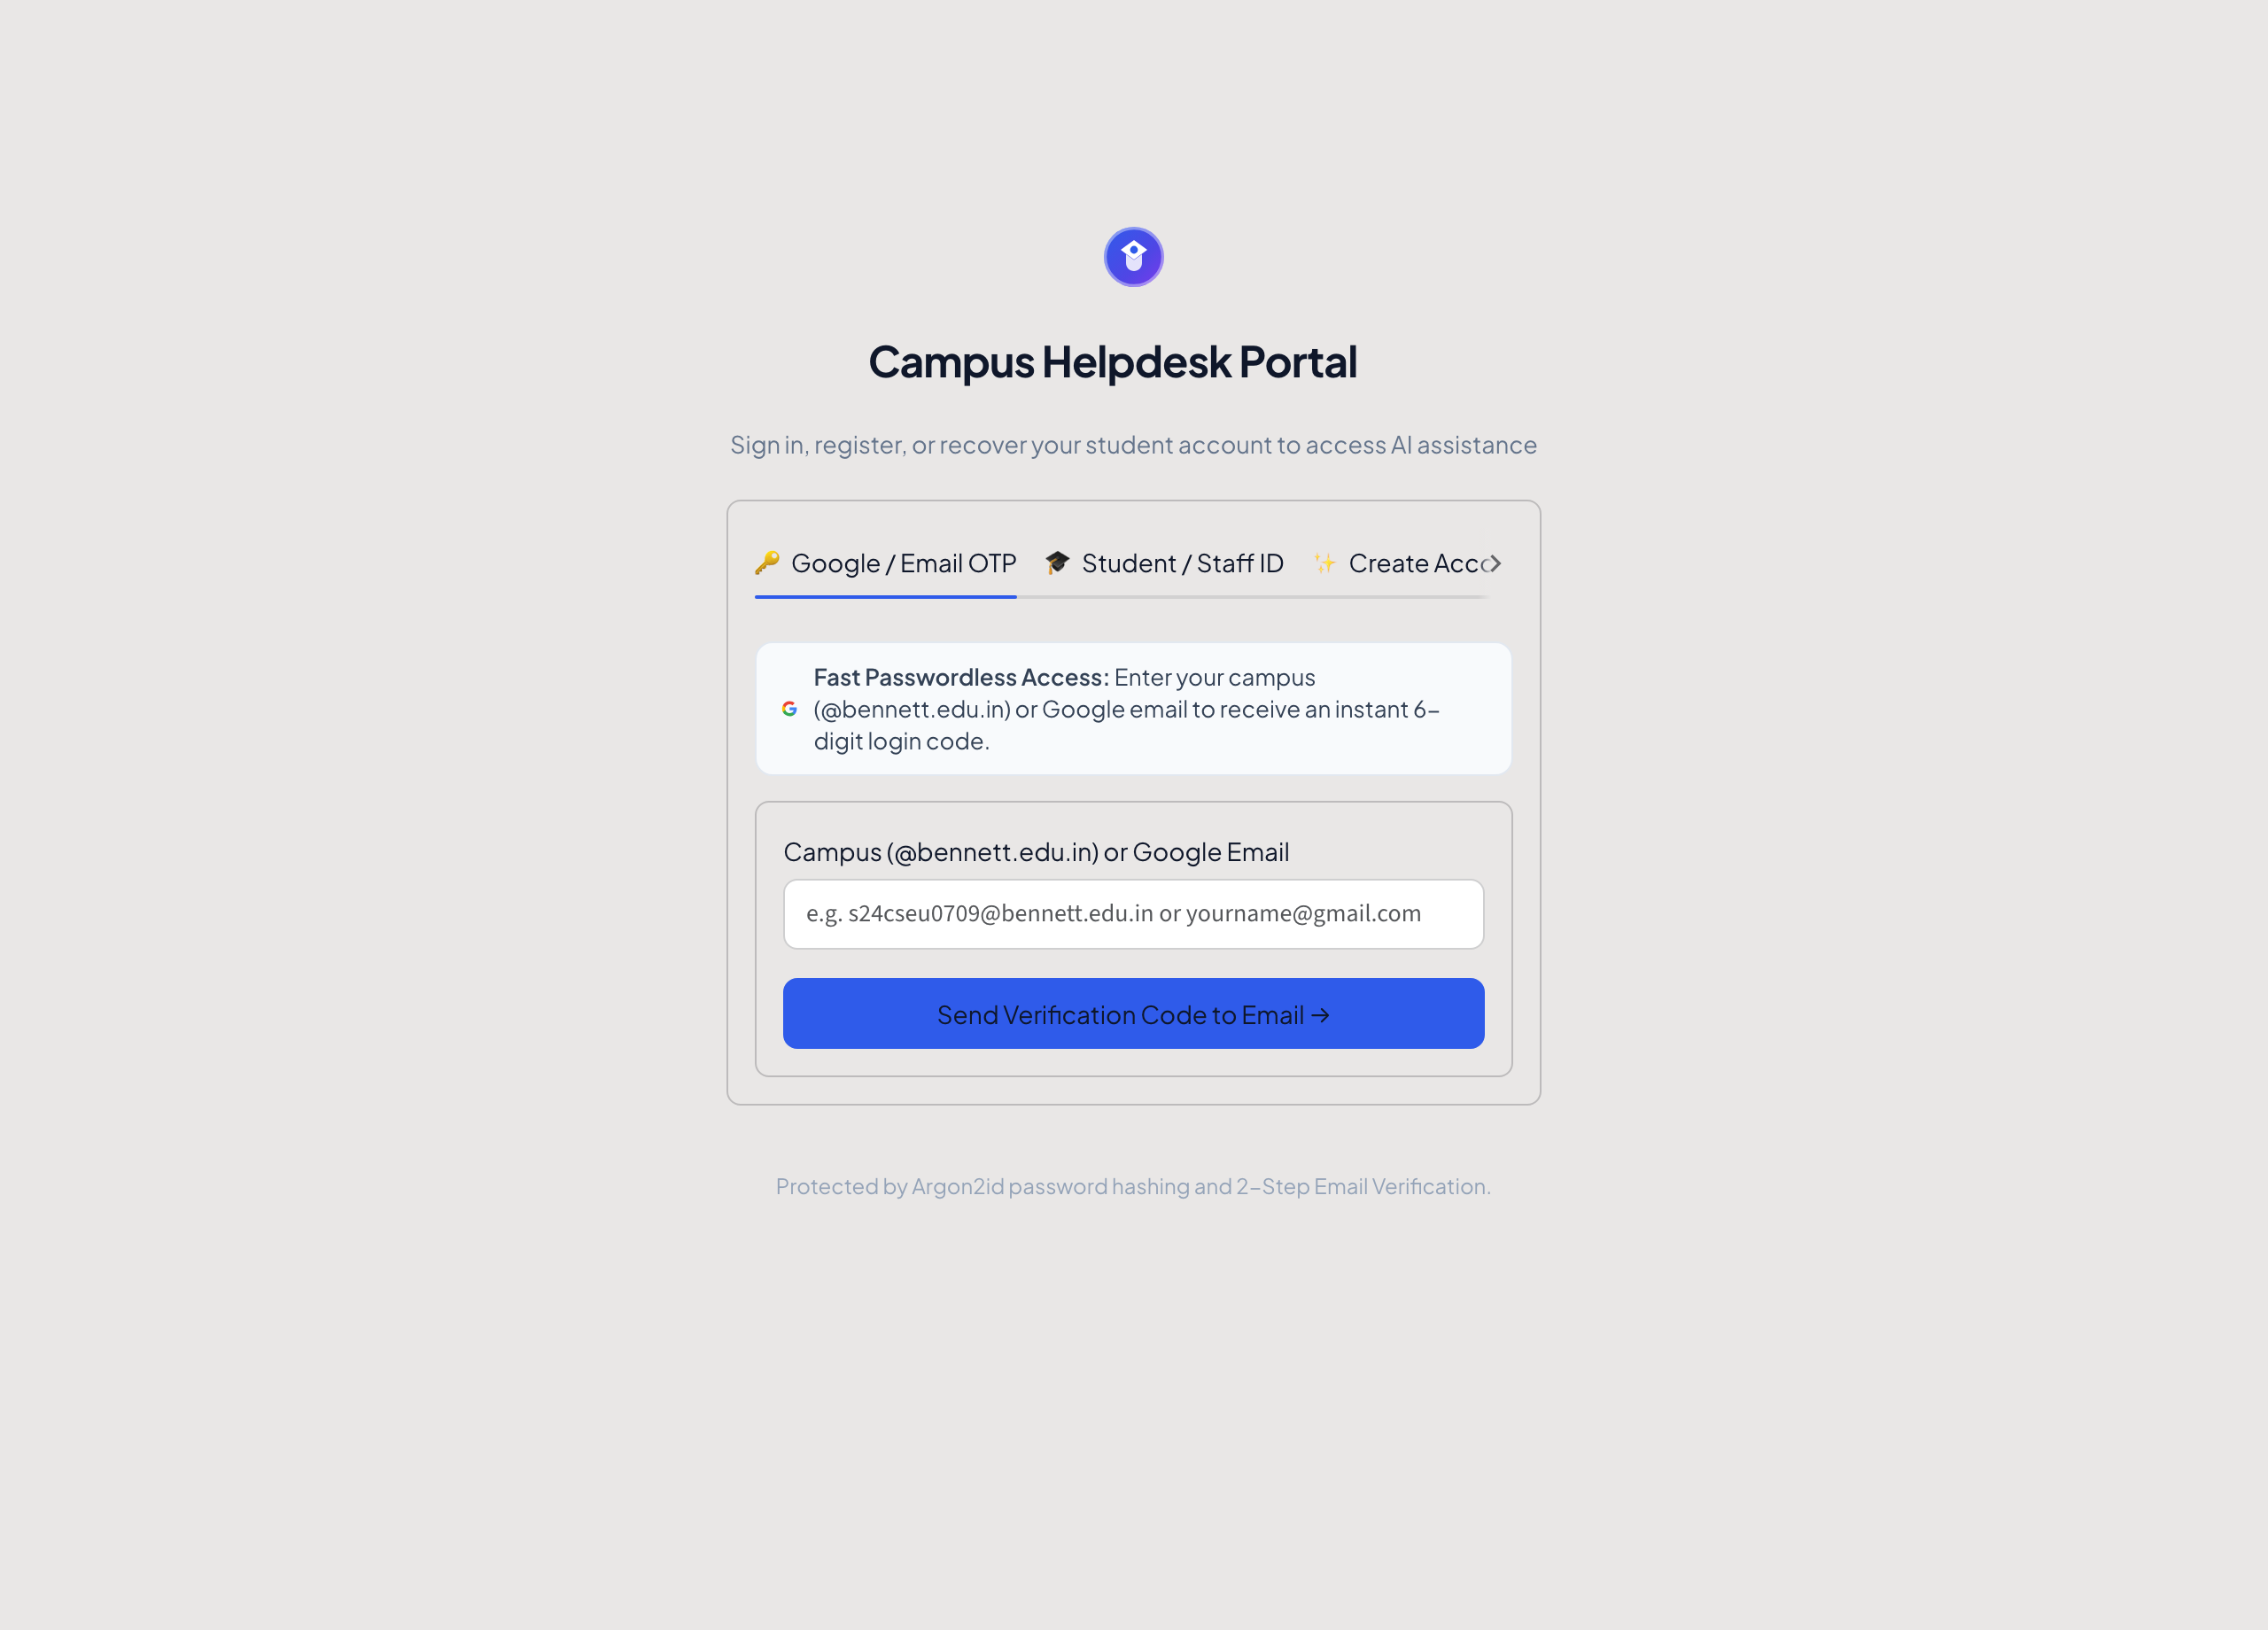 Campus Helpdesk Portal
Sign in, register, or recover your student account to access AI assistance
🔑 Google / Email OTP 🎓 Student / Staff ID ✨ Create Acco
Fast Passwordless Access: Enter your campus
(@bennett.edu.in) or Google email to receive an instant 6-
digit login code.
Campus (@bennett.edu.in) or Google Email
e.g. s24cseu0709@bennett.edu.in or yourname@gmail.com
Send Verification Code to Email →
Protected by Argon2id password hashing and 2-Step Email Verification.